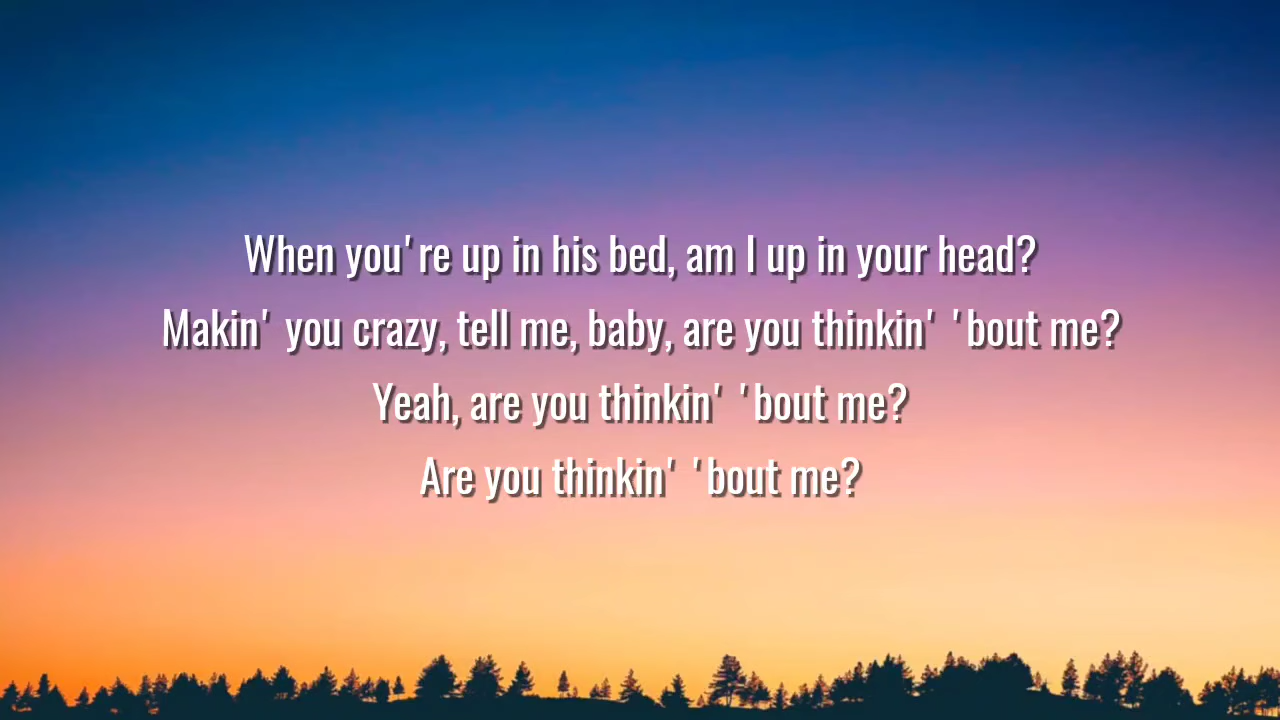 When you're up in his bed, am I up in your head?
Makin' you crazy, tell me, baby, are you thinkin' 'bout me?
Yeah, are you thinkin' 'bout me?
Are you thinkin' 'bout me?